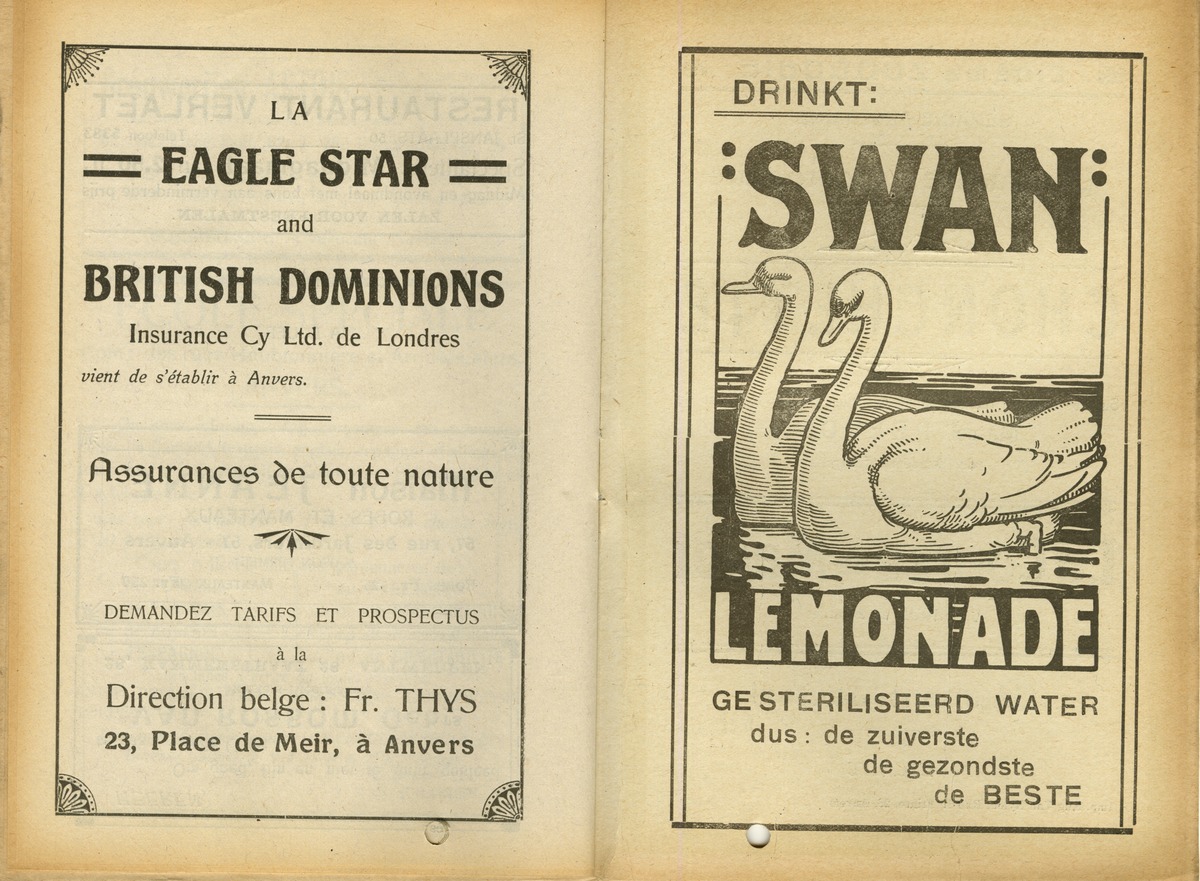 LA
EAGLE STAR
and
BRITISH DOMINIONS
Insurance Cy Ltd. de Londres
vient de s'établir à Anvers.
Assurances de toute nature
DEMANDEZ TARIFS ET PROSPECTUS
à la
Direction belge : Fr. THYS
23, Place de Meir, à Anvers
DRINKT:
:SWAN:
LEMONADE
GESTERILISEERD WATER
dus : de zuiverste
de gezondste
de BESTE